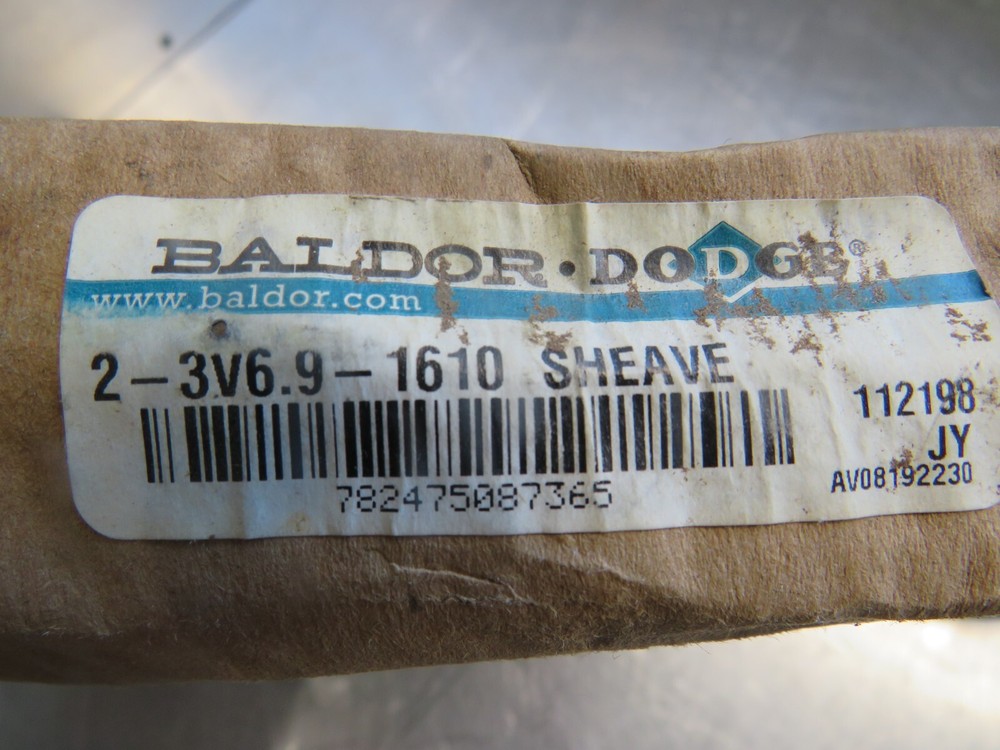 BALDOR · DODGE®
www.baldor.com
2-3V6.9-1610 SHEAVE
112198
JY
AV08192230
782475087365